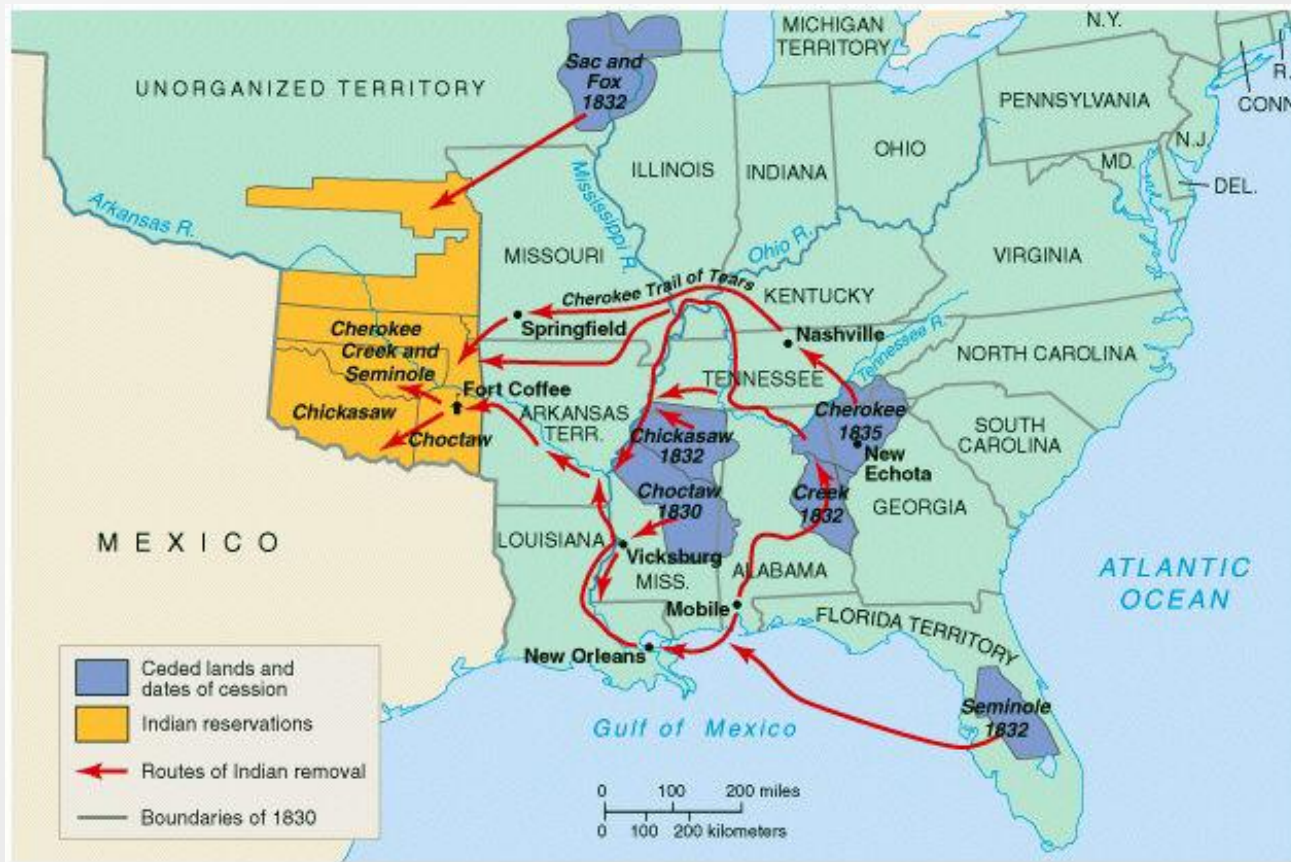 N.Y.
MICHIGAN
TERRITORY
R.
CONN
UNORGANIZED TERRITORY
Sac and
Fox
1832
PENNSYLVANIA
N.J.
OHIO
MD.
DEL.
ILLINOIS
INDIANA
Arkansas R.
Mississippi R.
Ohio R.
VIRGINIA
MISSOURI
Cherokee Trail of Tears
KENTUCKY
Springfield
Nashville
Tennessee R.
NORTH CAROLINA
Cherokee
Creek and
Seminole
Fort Coffee
TENNESSEE
Chickasaw
Choctaw
ARKANSAS
TERR.
Chickasaw
1832
Cherokee
1835
New
Echota
SOUTH
CAROLINA
Choctaw
1830
Creek
1832
GEORGIA
MEXICO
LOUISIANA
Vicksburg
MISS.
ALABAMA
ATLANTIC
OCEAN
Mobile
FLORIDA TERRITORY
New Orleans
Seminole
1832
Gulf of Mexico
Ceded lands and
dates of cession
Indian reservations
Routes of Indian removal
Boundaries of 1830
0 100 200 miles
0 100 200 kilometers